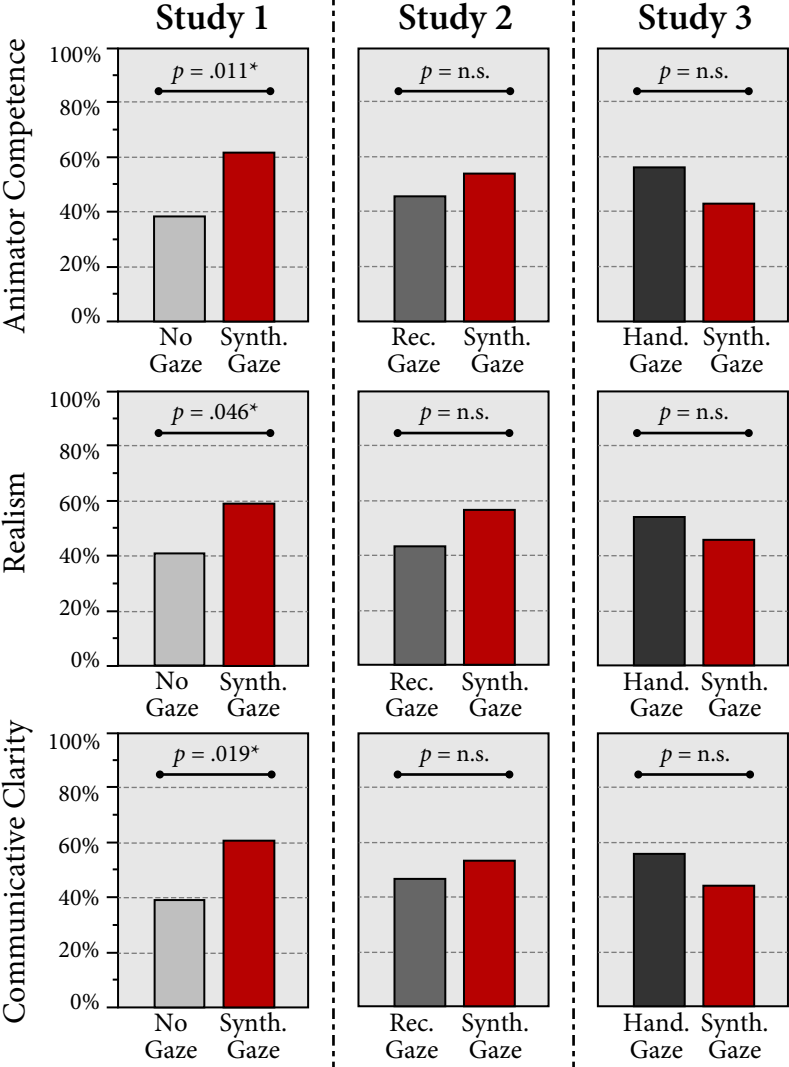 Study 1
Study 2
Study 3
Animator Competence
100%
80%
60%
40%
20%
0%
p = .011*
No
Gaze
Synth.
Gaze
p = n.s.
Rec.
Gaze
Synth.
Gaze
p = n.s.
Hand.
Gaze
Synth.
Gaze
Realism
100%
80%
60%
40%
20%
0%
p = .046*
No
Gaze
Synth.
Gaze
p = n.s.
Rec.
Gaze
Synth.
Gaze
p = n.s.
Hand.
Gaze
Synth.
Gaze
Communicative Clarity
100%
80%
60%
40%
20%
0%
p = .019*
No
Gaze
Synth.
Gaze
p = n.s.
Rec.
Gaze
Synth.
Gaze
p = n.s.
Hand.
Gaze
Synth.
Gaze